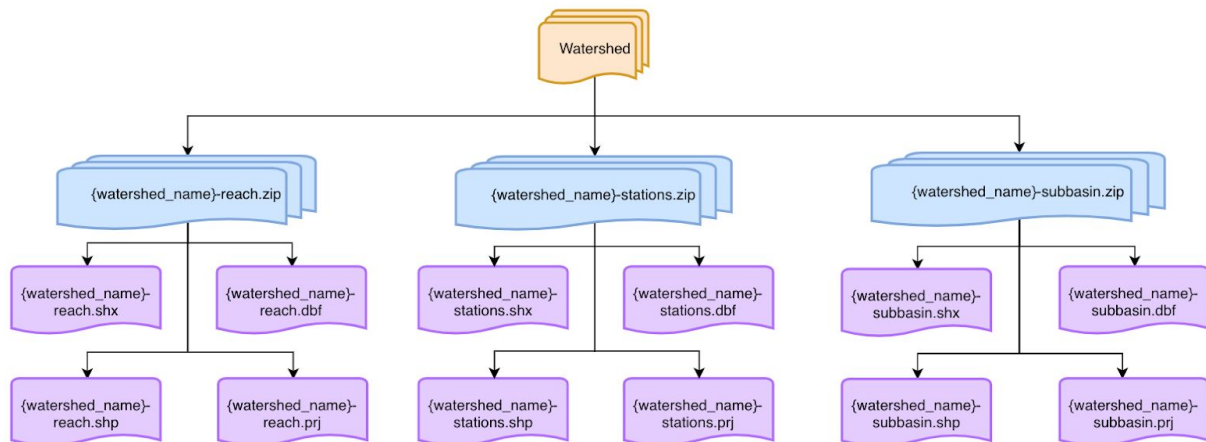 Watershed
{watershed_name}-reach.zip
{watershed_name}-stations.zip
{watershed_name}-subbasin.zip
{watershed_name}-
reach.shx
{watershed_name}-
reach.dbf
{watershed_name}-
stations.shx
{watershed_name}-
stations.dbf
{watershed_name}-
subbasin.shx
{watershed_name}-
subbasin.dbf
{watershed_name}-
reach.shp
{watershed_name}-
reach.prj
{watershed_name}-
stations.shp
{watershed_name}-
stations.prj
{watershed_name}-
subbasin.shp
{watershed_name}-
subbasin.prj